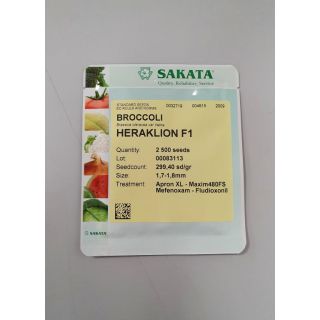 SAKATA
Quality, Reliability, Service
STANDARD SEEDS
EC RULES AND NORMS
004815 2009
BROCCOLI
Brassica oleracea var. italica
HERAKLION F1
Quantity: 2 500 seeds
Lot 00083113
Seedcount: 299,40 sd/gr
Size: 1,7-1,8mm
Treatment: Apron XL - Maxim480FS
Mefenoxam - Fludioxonil